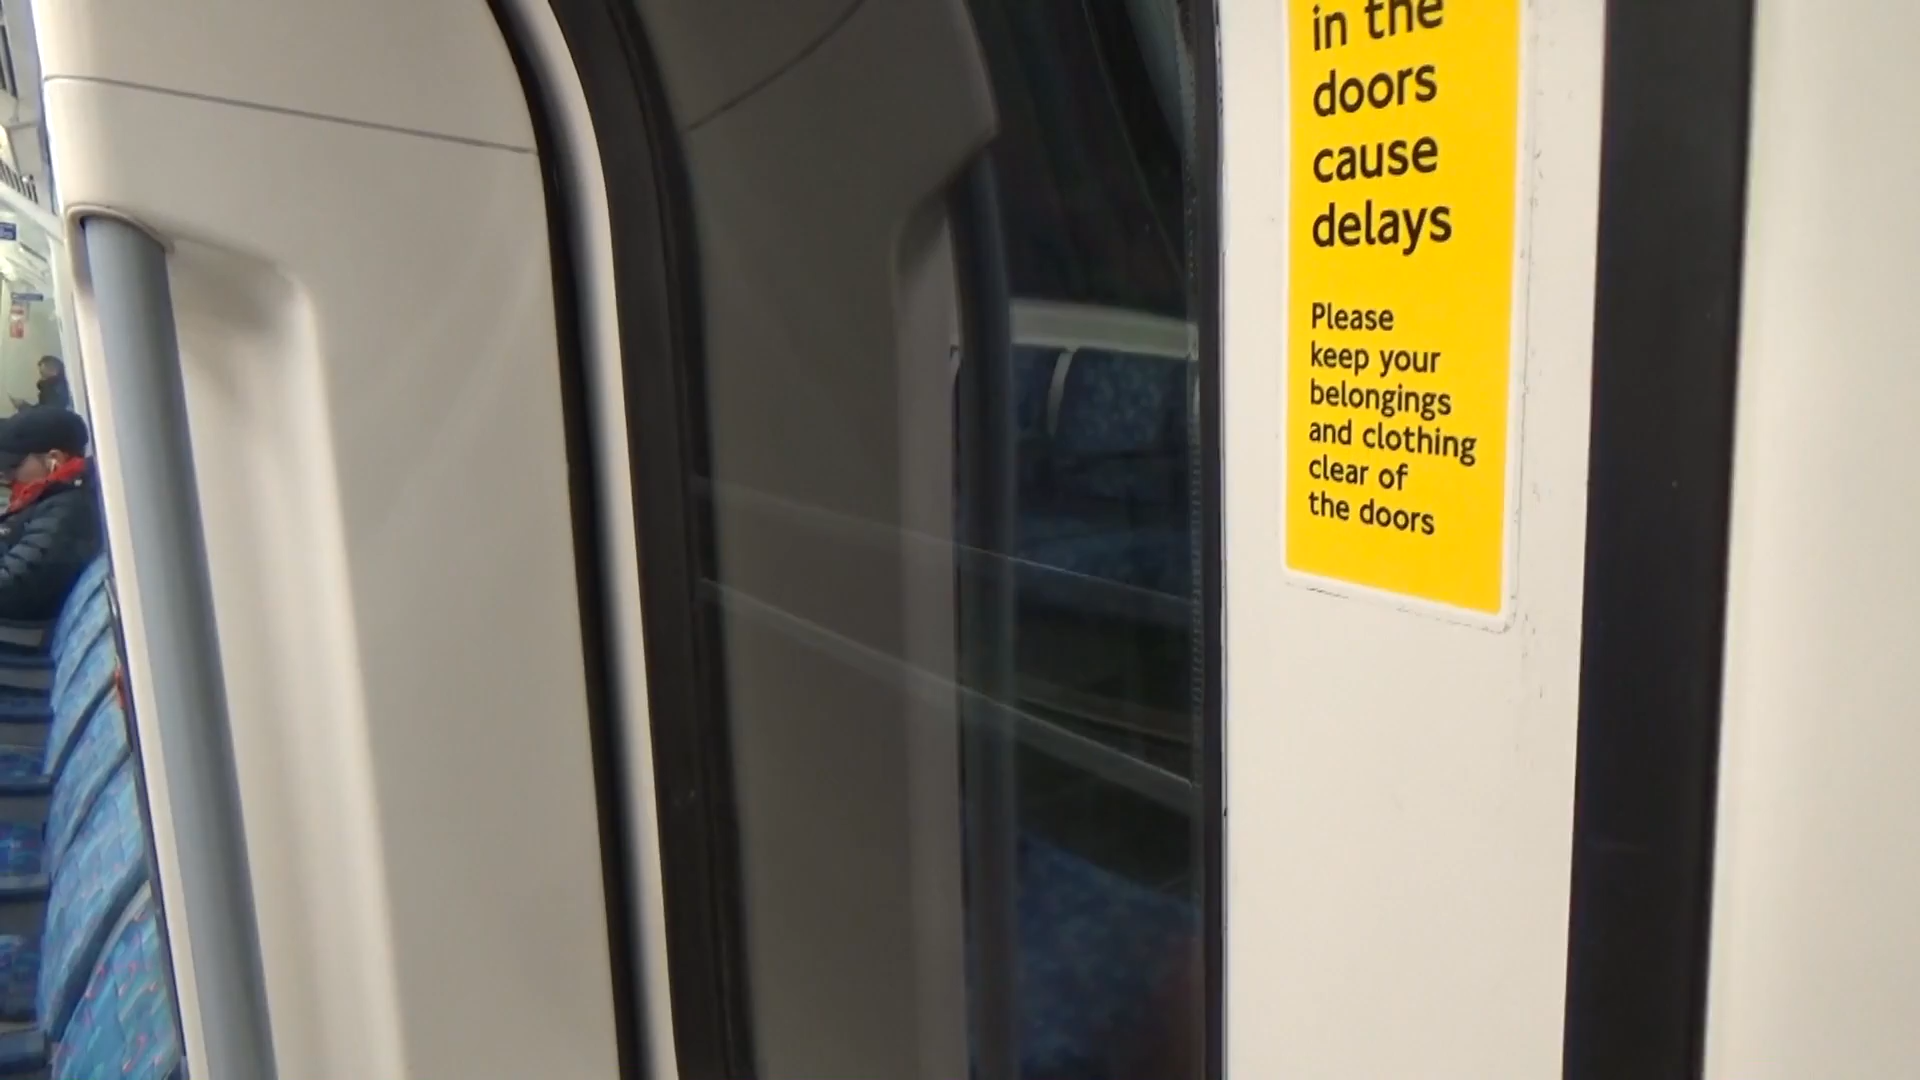 in the
doors
cause
delays
Please
keep your
belongings
and clothing
clear of
the doors